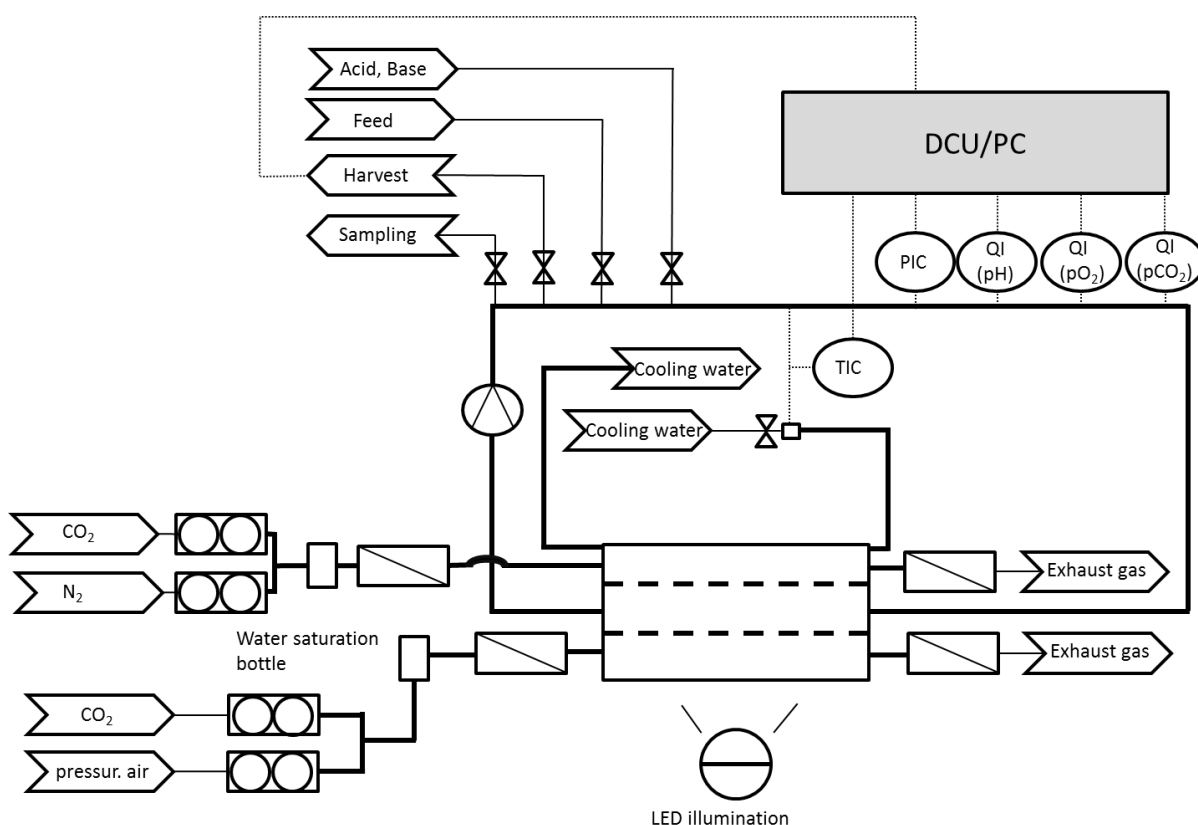 Acid, Base
Feed
Harvest
Sampling
DCU/PC
PIC
QI
(pH)
QI
(pO₂)
QI
(pCO₂)
Cooling water
TIC
Cooling water
CO₂
N₂
Exhaust gas
Water saturation
bottle
Exhaust gas
CO₂
pressur. air
LED illumination